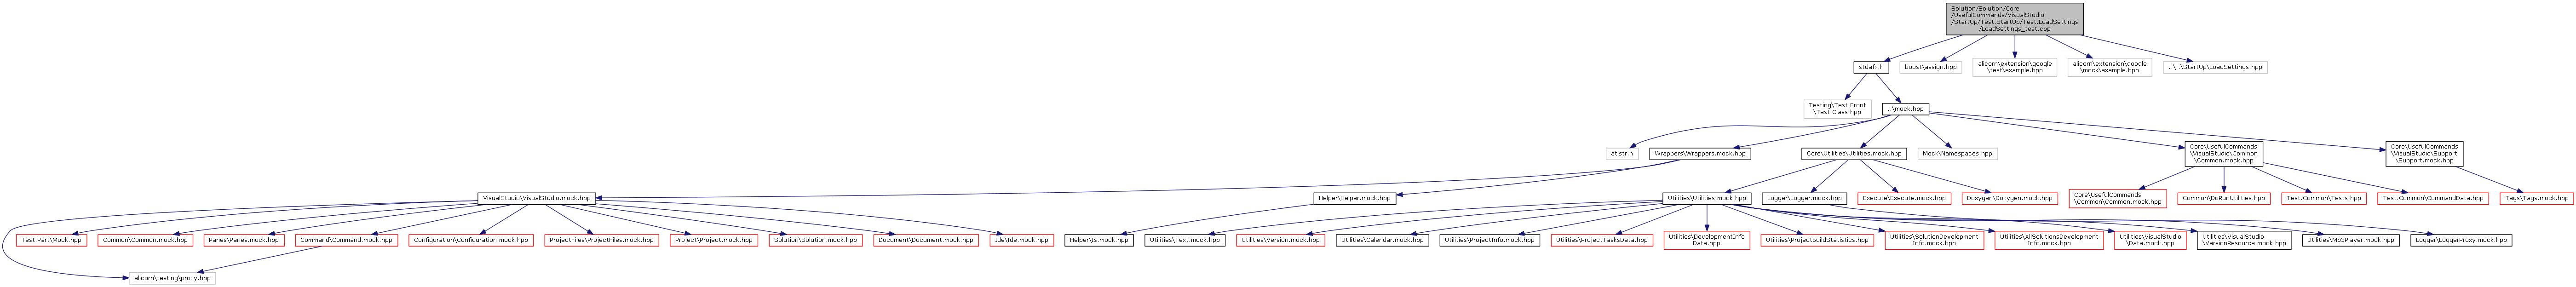 Solution/Solution/Core
/UsefulCommands/VisualStudio
/StartUp/Test.StartUp/Test.LoadSettings
/LoadSettings_test.cpp
stdafx.h
boost\assign.hpp
alicorn\extension\google
\test\example.hpp
alicorn\extension\google
\mock\example.hpp
..\..\StartUp\LoadSettings.hpp
Testing\Test.Front
\Test.Class.hpp
..\mock.hpp
atlstr.h
Wrappers\Wrappers.mock.hpp
Core\Utilities\Utilities.mock.hpp
Mock\Namespaces.hpp
Core\UsefulCommands
\VisualStudio\Common
\Common.mock.hpp
Core\UsefulCommands
\VisualStudio\Support
\Support.mock.hpp
VisualStudio\VisualStudio.mock.hpp
Helper\Helper.mock.hpp
Utilities\Utilities.mock.hpp
Logger\Logger.mock.hpp
Execute\Execute.mock.hpp
Doxygen\Doxygen.mock.hpp
Core\UsefulCommands
\Common\Common.mock.hpp
Common\DoRunUtilities.hpp
Test.Common\Tests.hpp
Test.Common\CommandData.hpp
Tags\Tags.mock.hpp
Test.Part\Mock.hpp
Common\Common.mock.hpp
Panes\Panes.mock.hpp
Command\Command.mock.hpp
Configuration\Configuration.mock.hpp
ProjectFiles\ProjectFiles.mock.hpp
Project\Project.mock.hpp
Solution\Solution.mock.hpp
Document\Document.mock.hpp
Ide\Ide.mock.hpp
Helper\Is.mock.hpp
Utilities\Text.mock.hpp
Utilities\Version.mock.hpp
Utilities\Calendar.mock.hpp
Utilities\ProjectInfo.mock.hpp
Utilities\ProjectTasksData.hpp
Utilities\DevelopmentInfo
Data.hpp
Utilities\ProjectBuildStatistics.hpp
Utilities\SolutionDevelopment
Info.mock.hpp
Utilities\AllSolutionsDevelopment
Info.mock.hpp
Utilities\VisualStudio
\Data.mock.hpp
Utilities\VisualStudio
\VersionResource.mock.hpp
Utilities\Mp3Player.mock.hpp
Logger\LoggerProxy.mock.hpp
alicorn\testing\proxy.hpp